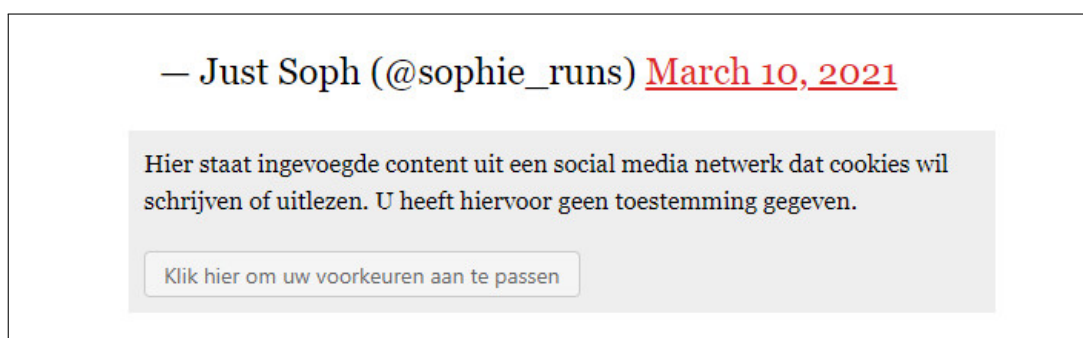 — Just Soph (@sophie_runs) March 10, 2021
Hier staat ingevoegde content uit een social media netwerk dat cookies wil
schrijven of uitlezen. U heeft hiervoor geen toestemming gegeven.
Klik hier om uw voorkeuren aan te passen